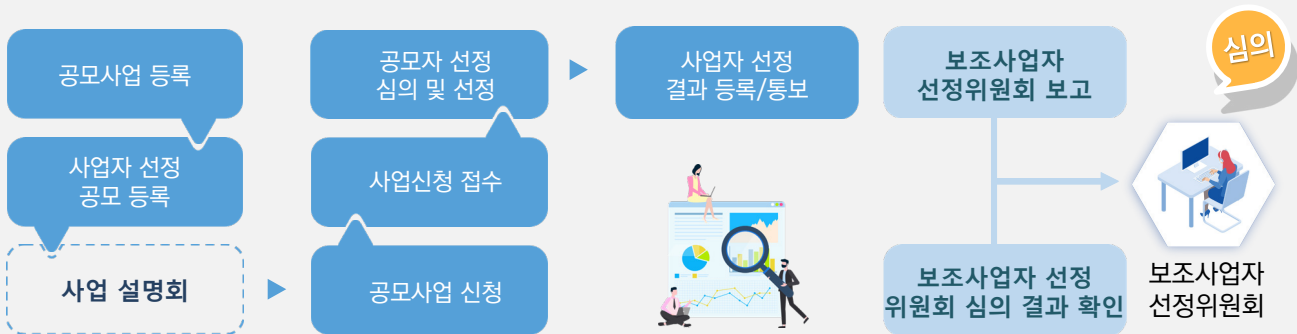 공모사업 등록
사업자 선정
공모 등록
사업 설명회
공모사업 신청
사업신청 접수
공모자 선정
심의 및 선정
사업자 선정
결과 등록/통보
보조사업자
선정위원회 보고
심의
보조사업자
선정위원회
보조사업자 선정
위원회 심의 결과 확인